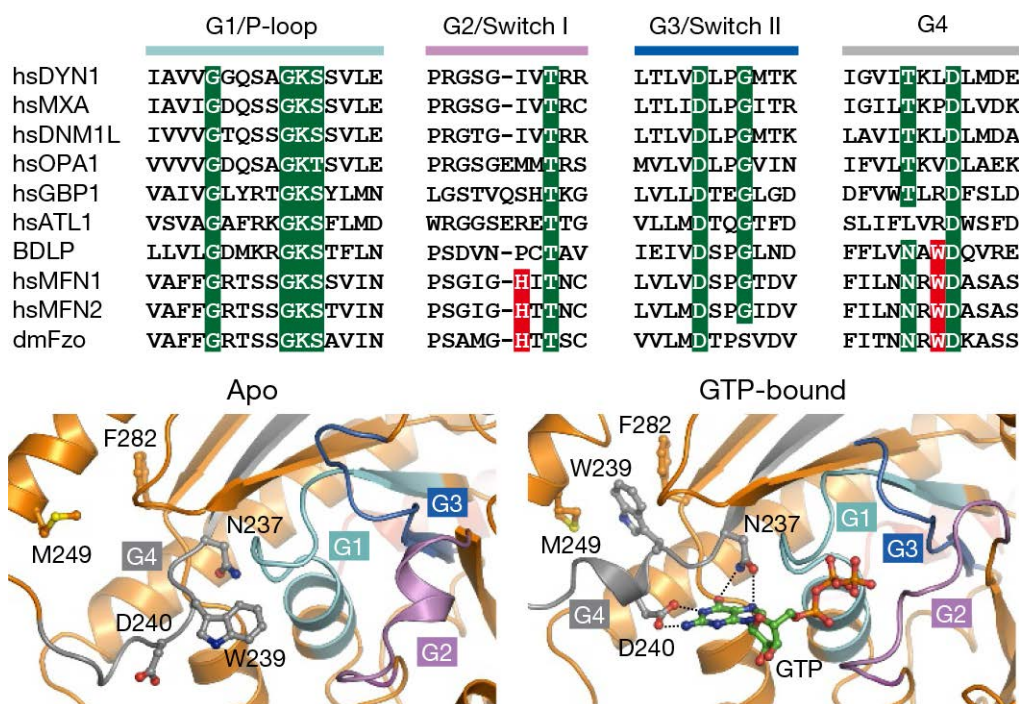 G1/P-loop G2/Switch I G3/Switch II G4
hsDYN1 IAVVGGQSAGKSSVLE PRGSG-IVTRR LTLVDLPGMTK IGVITKLDLMDE
hsMXA IAVIGDQSSGKSSVLE PRGSG-IVTRC LTLIDLPGITR IGILTKPDLVDK
hsDNM1L IVVVGTQSSGKSSVLE PRGTG-IVTRR LTLVDLPGMTK LAVITKLDLMDA
hsOPA1 VVVVGDQSAGKTSVLE PRGSGEMMTRS MVLVDLPGVIN IFVLTKVDLAEK
hsGBP1 VAIVGLYRTGKSYLMN LGSTVQSHTKG LVLLDTEGLGD DFVWTLRDFSLD
hsATL1 VSVAGAFRKGKSFLMD WRGGSERETTG VVLMDTQGTFD SLIFLVRDWSFD
BDLP LLVLGDMKRGKSTFLN PSDVN-PCTAV IEIVDSPGLND FFLVNAWDQVRE
hsMFN1 VAFFGRTSSGKSSVIN PSGIG-HITNC LVLVDSPGTDV FILNNRWDASAS
hsMFN2 VAFFGRTSNGKSTVIN PSGIG-HTTNC LVLMDSPGIDV FILNNRWDASAS
dmFzo VAFFGRTSSGKSAVIN PSAMG-HTTSC VVLMDTPSVDV FITNNRWDKASS
Apo GTP-bound
F282
M249
N237
G1
G3
G4
D240
W239
G2
F282
W239
M249
N237
G1
G3
G4
D240
G2
GTP